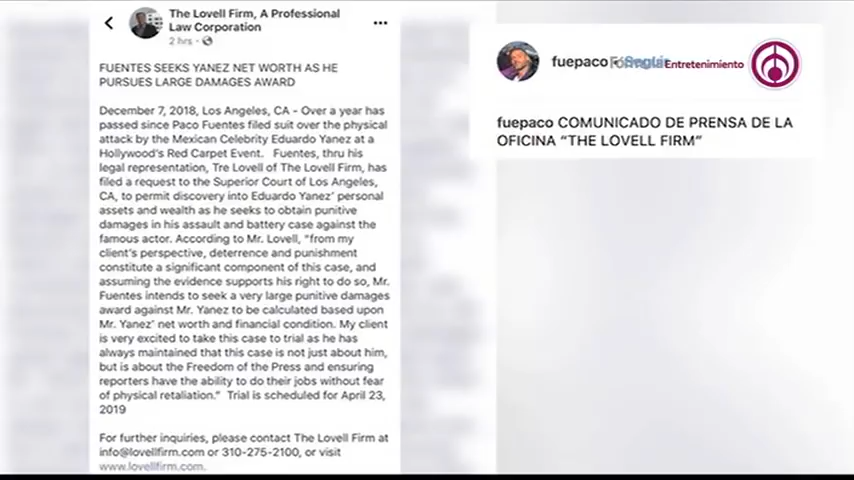 The Lovell Firm, A Professional
Law Corporation
2 hrs
FUENTES SEEKS YANEZ NET WORTH AS HE
PURSUES LARGE DAMAGES AWARD
December 7, 2018, Los Angeles, CA - Over a year has
passed since Paco Fuentes filed suit over the physical
attack by the Mexican Celebrity Eduardo Yanez at a
Hollywood's Red Carpet Event. Fuentes, thru his
legal representation, Tre Lovell of The Lovell Firm, has
filed a request to the Superior Court of Los Angeles,
CA, to permit discovery into Eduardo Yanez' personal
assets and wealth as he seeks to obtain punitive
damages in his assault and battery case against the
famous actor. According to Mr. Lovell, "from my
client's perspective, deterrence and punishment
constitute a significant component of this case, and
assuming the evidence supports his right to do so, Mr.
Fuentes intends to seek a very large punitive damages
award against Mr. Yanez to be calculated based upon
Mr. Yanez' net worth and financial condition. My client
is very excited to take this case to trial as he has
always maintained that this case is not just about him,
but is about the Freedom of the Press and ensuring
reporters have the ability to do their jobs without fear
of physical retaliation." Trial is scheduled for April 23,
2019
For further inquiries, please contact The Lovell Firm at
info@lovellfirm.com or 310-275-2100, or visit
www.lovellfirm.com.
fuepaco Seguir
Entretenimiento
fuepaco COMUNICADO DE PRENSA DE LA
OFICINA "THE LOVELL FIRM"